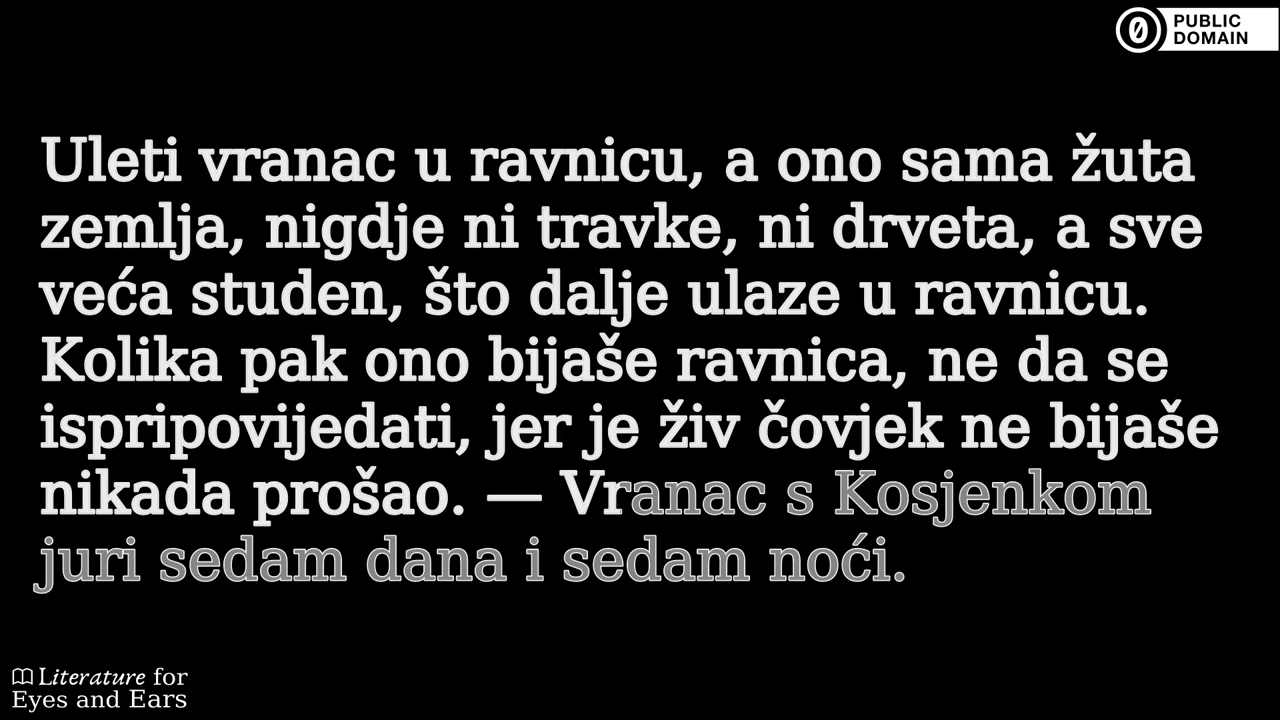 PUBLIC
DOMAIN
Uleti vranac u ravnicu, a ono sama žuta
zemlja, nigdje ni travke, ni drveta, a sve
veća studen, što dalje ulaze u ravnicu.
Kolika pak ono bijaše ravnica, ne da se
ispripovijedati, jer je živ čovjek ne bijaše
nikada prošao. — Vranac s Kosjenkom
juri sedam dana i sedam noći.
Literature for
Eyes and Ears